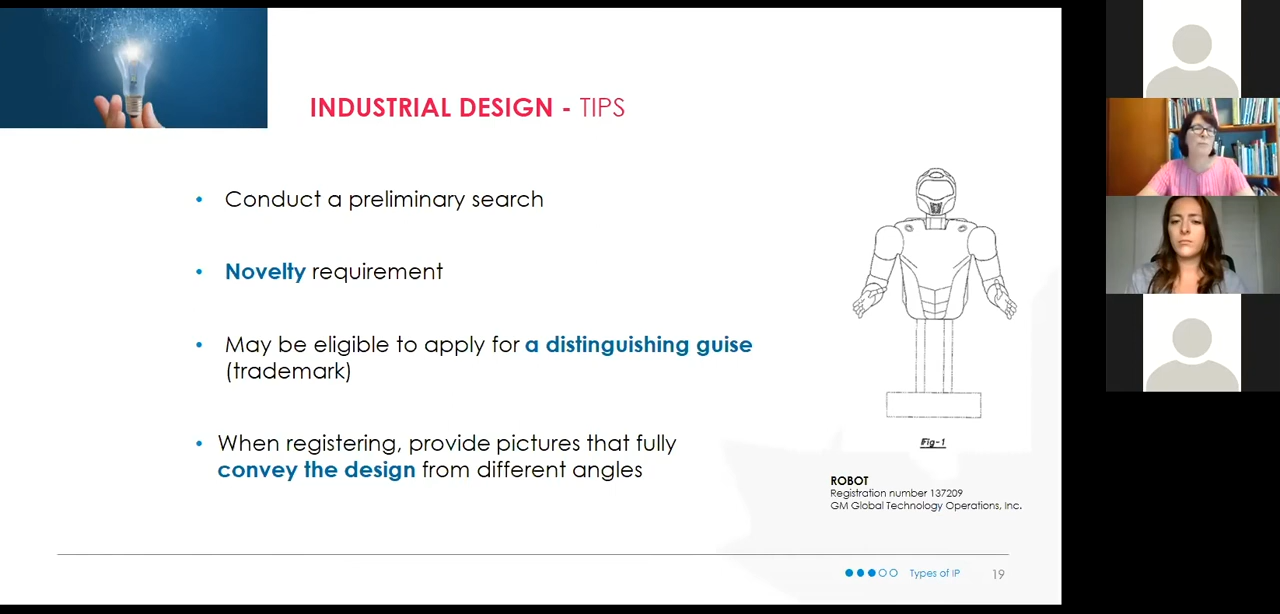 INDUSTRIAL DESIGN - TIPS
• Conduct a preliminary search
• Novelty requirement
• May be eligible to apply for a distinguishing guise
(trademark)
• When registering, provide pictures that fully
convey the design from different angles
Fig-1
ROBOT
Registration number 137209
GM Global Technology Operations, Inc.
Types of IP
19